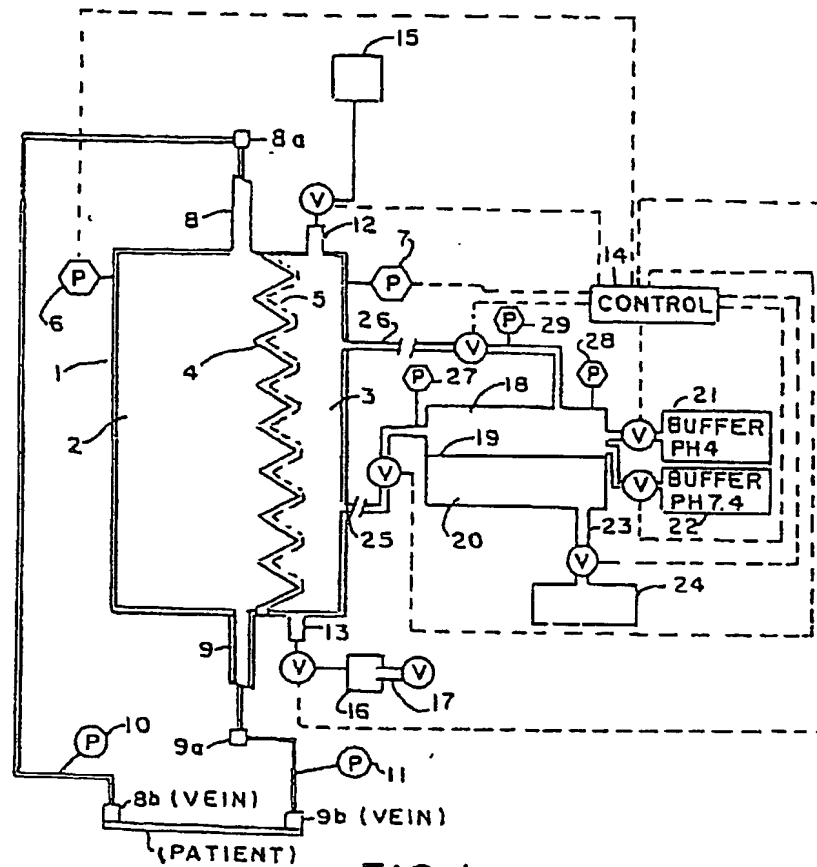 15
8a
V
8
12
7
P
P
6
14
CONTROL
5
26
P
29
28
P
1
4
V
P
27
3
18
21
2
19
V
BUFFER
PH4
V
20
V
BUFFER
PH7.4
25
23
22
V
24
9
13
V
16
17
V
P
10
9a
P
11
8b (VEIN)
9b (VEIN)
(PATIENT)